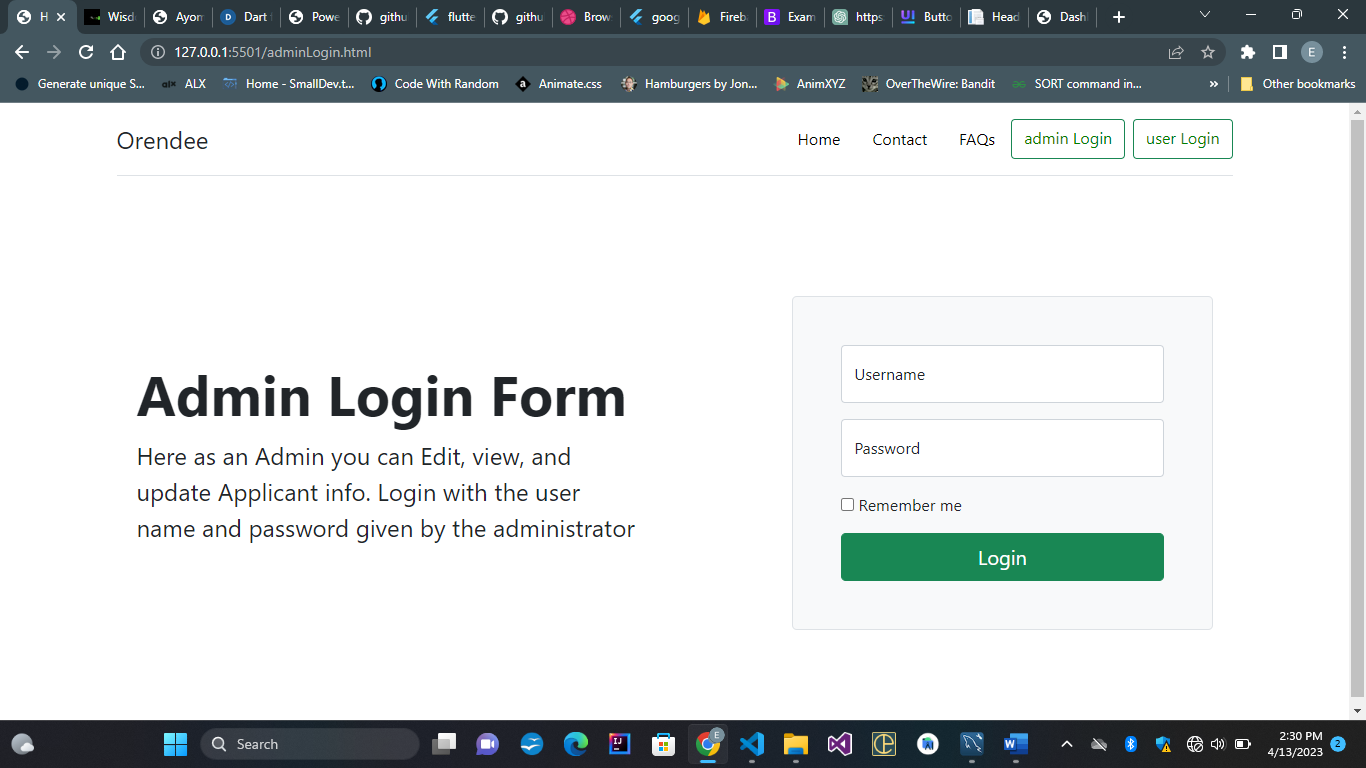 H
Wisd
Ayom
Dart
Powe
githu
flutte
githu
Brow
goog
Fireb
Exam
https
Butto
Head
Dash
127.0.0.1:5501/adminLogin.html
E
Generate unique S...
ALX
Home - SmallDev.t...
Code With Random
Animate.css
Hamburgers by Jon...
AnimXYZ
OverTheWire: Bandit
SORT command in...
»
Other bookmarks
Orendee
Home
Contact
FAQs
admin Login
user Login
Username
Admin Login Form
Here as an Admin you can Edit, view, and
update Applicant info. Login with the user
name and password given by the administrator
Password
Remember me
Login
Search
2:30 PM
4/13/2023
2